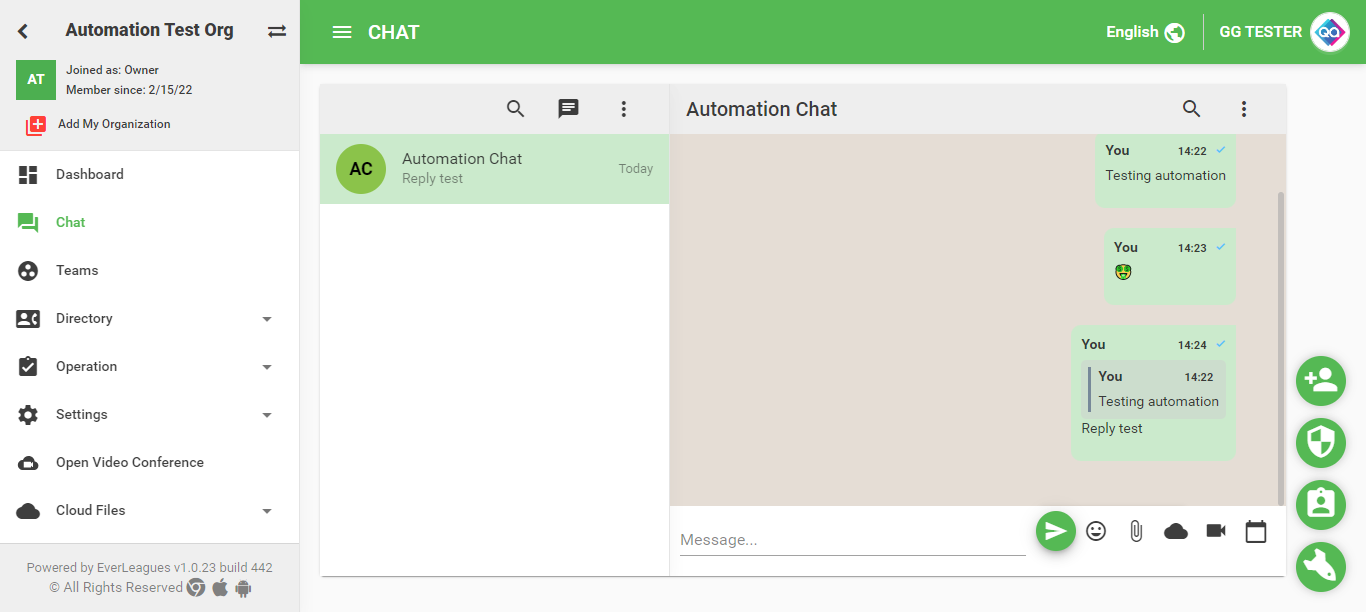 Automation Test Org
AT
Joined as: Owner
Member since: 2/15/22
Add My Organization
Dashboard
Chat
Teams
Directory
Operation
Settings
Open Video Conference
Cloud Files
Powered by EverLeagues v1.0.23 build 442
© All Rights Reserved
CHAT
English
GG TESTER
QA
AC
Automation Chat
Reply test
Today
Automation Chat
You 14:22
Testing automation
You 14:23
You 14:24
You 14:22
Testing automation
Reply test
Message...